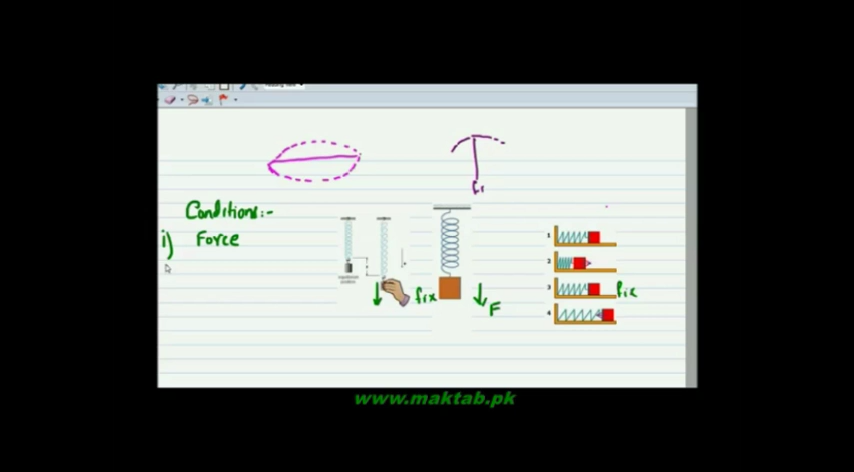 Conditions:-
i) Force
fix
F
1
2
3
fix
4
www.maktab.pk